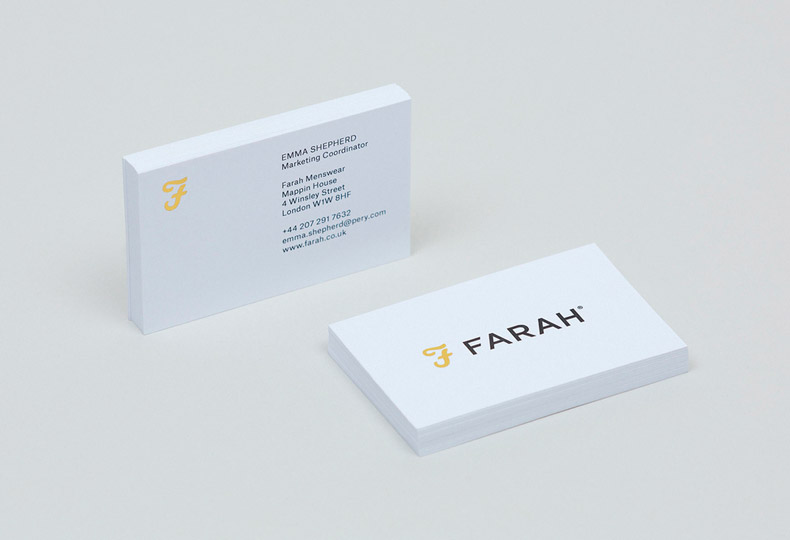 F
EMMA SHEPHERD
Marketing Coordinator
Farah Menswear
Mappin House
4 Winsley Street
London W1W 8HF
+44 207 291 7632
emma.shepherd@pery.com
www.farah.co.uk
F FARAH®